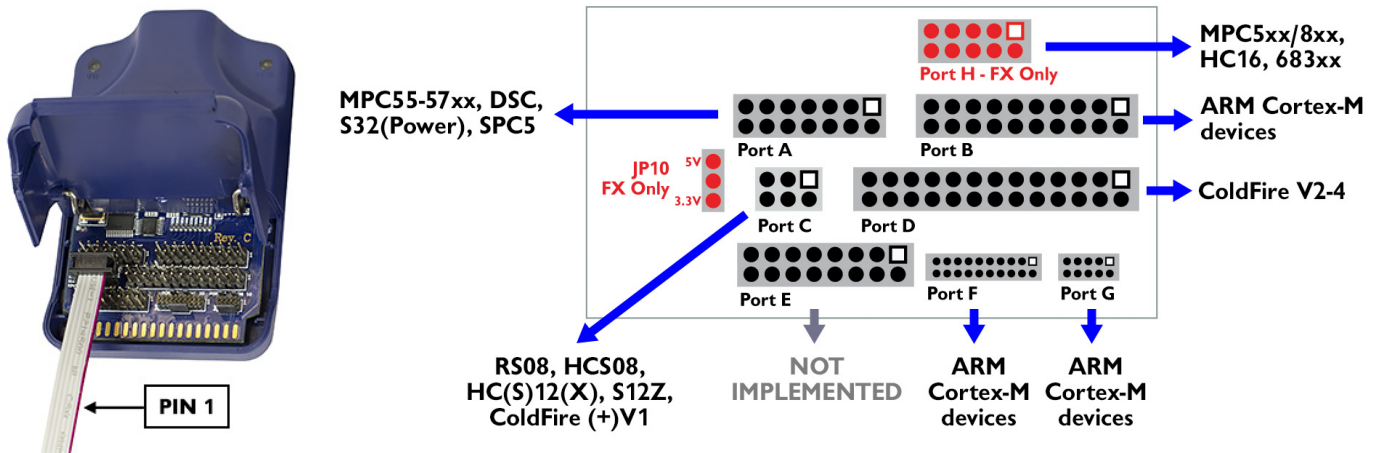 Rev. C
PIN 1
MPC55-57xx, DSC,
S32(Power), SPC5
Port H - FX Only
MPC5xx/8xx,
HC16, 683xx
Port A
Port B
ARM Cortex-M
devices
JP10
FX Only
5V
3.3V
Port C
Port D
ColdFire V2-4
Port E
Port F
Port G
RS08, HCS08,
HC(S)12(X), S12Z,
ColdFire (+)V1
NOT
IMPLEMENTED
ARM
Cortex-M
devices
ARM
Cortex-M
devices